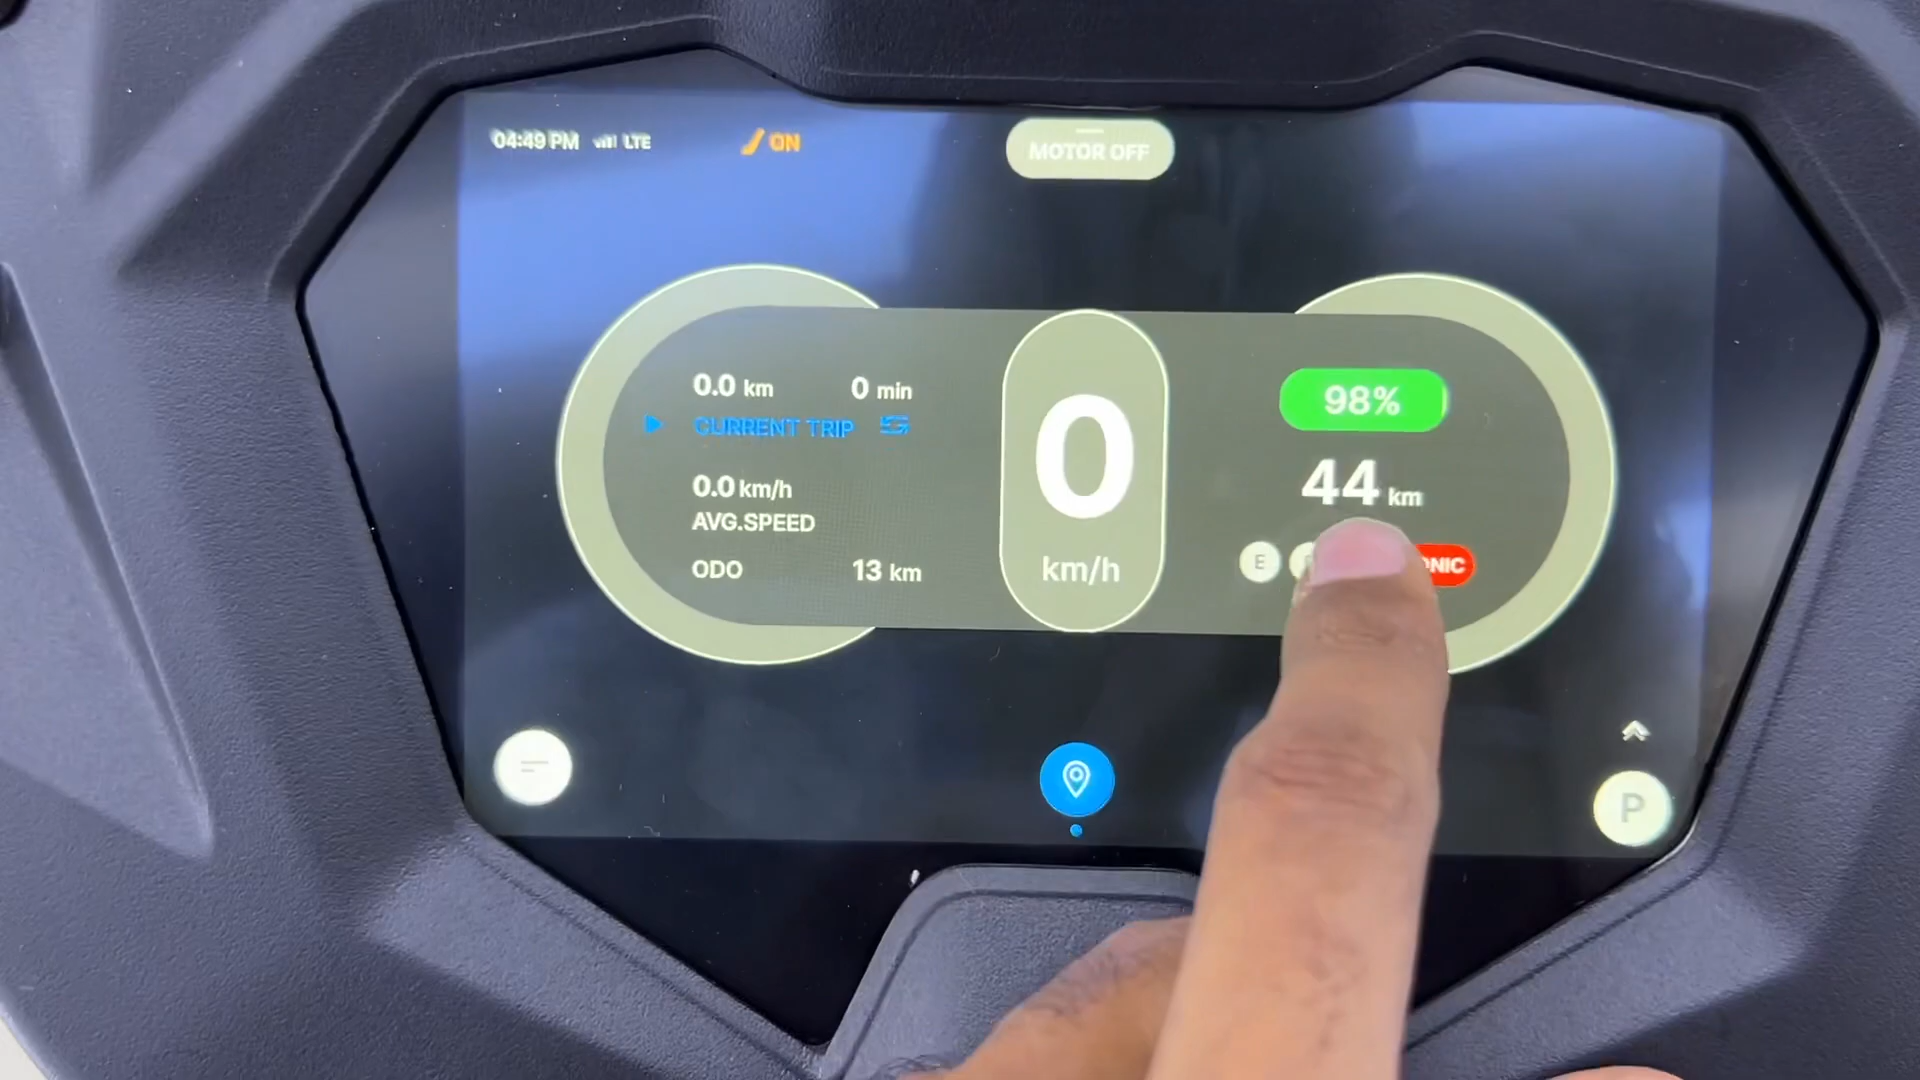 04:49 PM LTE
ON
MOTOR OFF
0.0 km 0 min
CURRENT TRIP
0.0 km/h
AVG.SPEED
ODO 13 km
0
km/h
98%
44 km
E
P